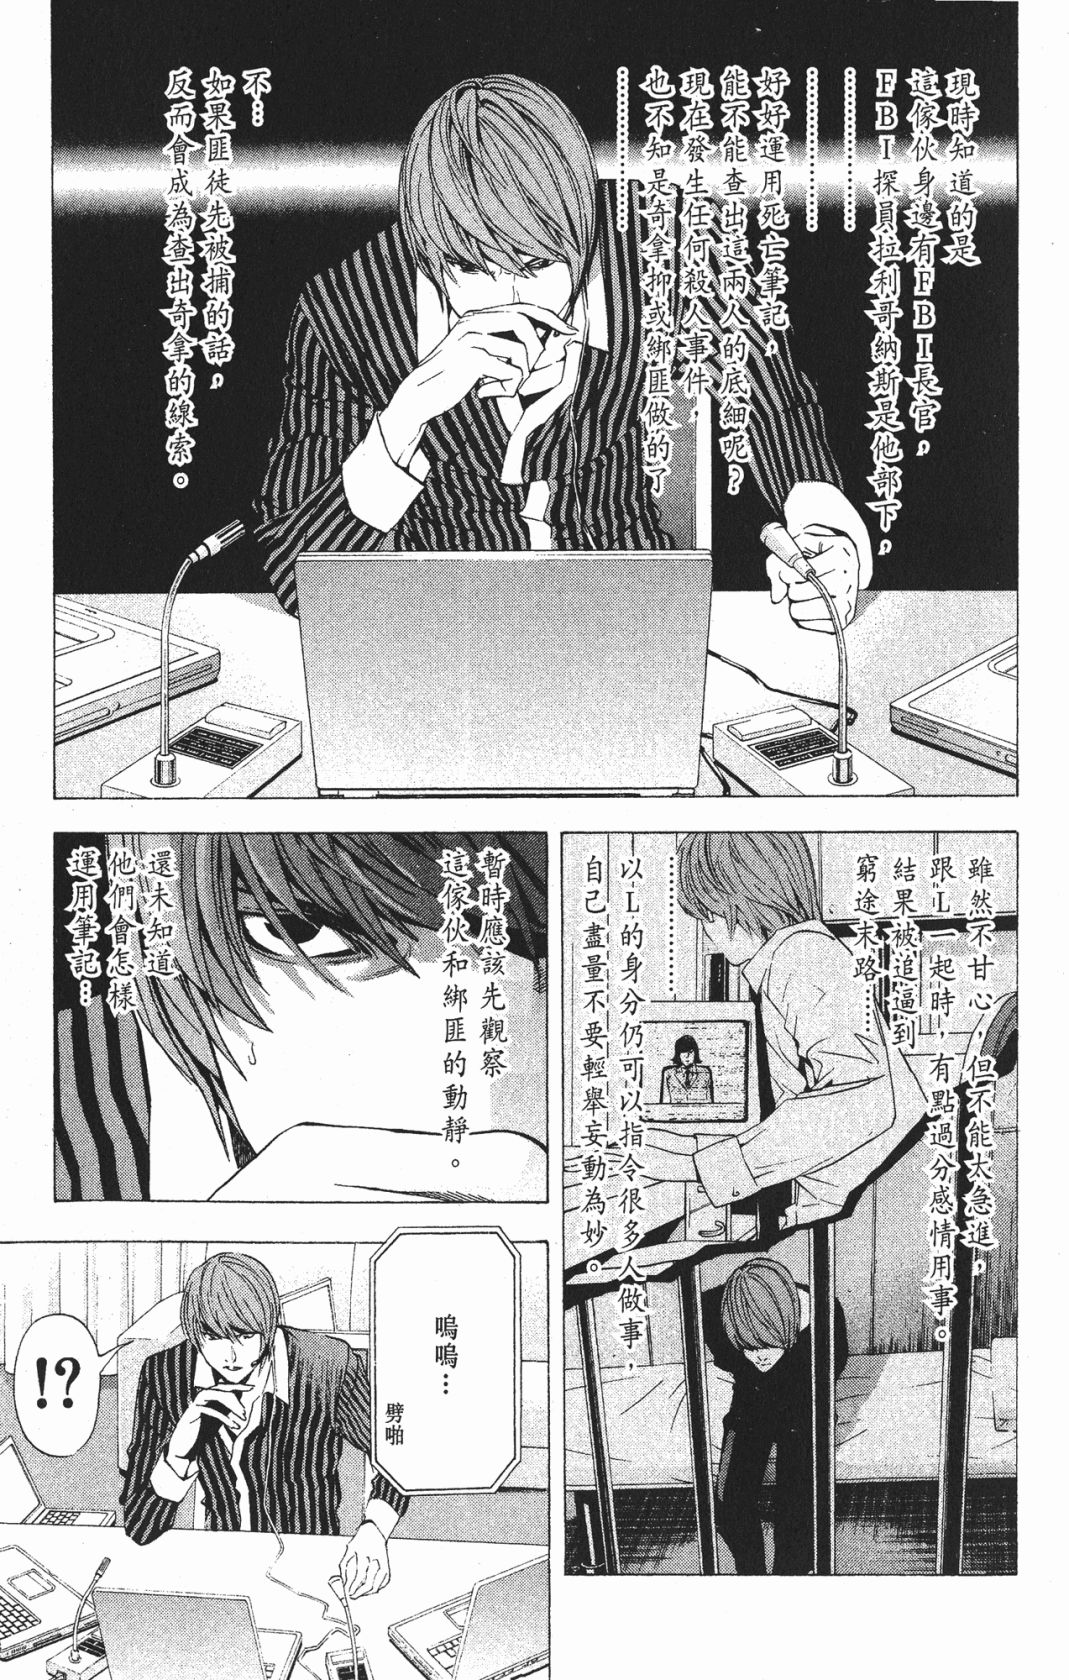 現時知道的是
這傢伙身邊有FBI長官，
FBI探員拉利哥納斯是他部下，
…………………
…………………
好好運用死亡筆記，
能不能查出這兩人的底細呢？
現在發生任何殺人事件，
也不知是奇拿抑或綁匪做的了
…………………
不…
如果匪徒先被捕的話，
反而會成為查出奇拿的線索。
雖然不甘心，但不能太急進，
跟L一起時，有點過分感情用事。
結果被追逼到
窮途末路……
………………
以L的身分仍可以指令很多人做事，
自己盡量不要輕舉妄動為妙。
暫時應該先觀察
這傢伙和綁匪的動靜。
還未知道
他們會怎樣
運用筆記…
嗚嗚…
劈啪
！？